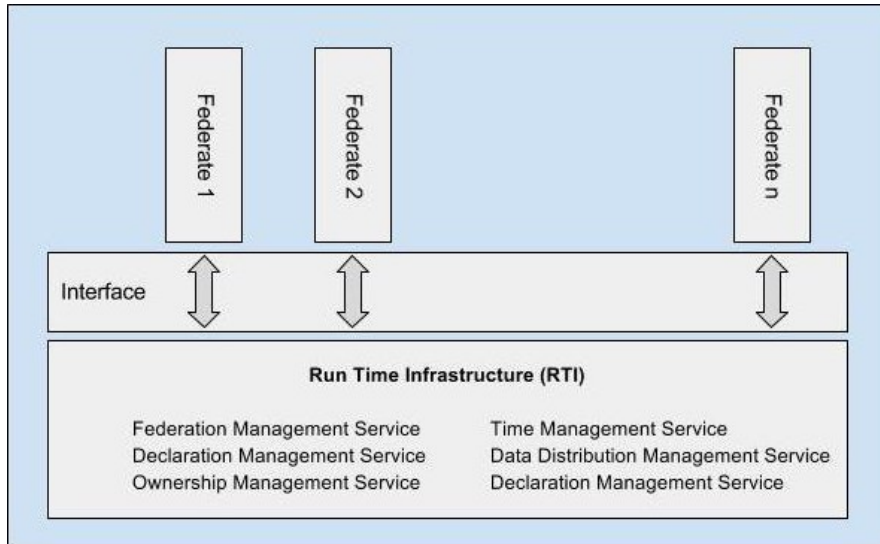 Federate 1
Federate 2
Federate n
Interface
Run Time Infrastructure (RTI)
Federation Management Service
Declaration Management Service
Ownership Management Service
Time Management Service
Data Distribution Management Service
Declaration Management Service